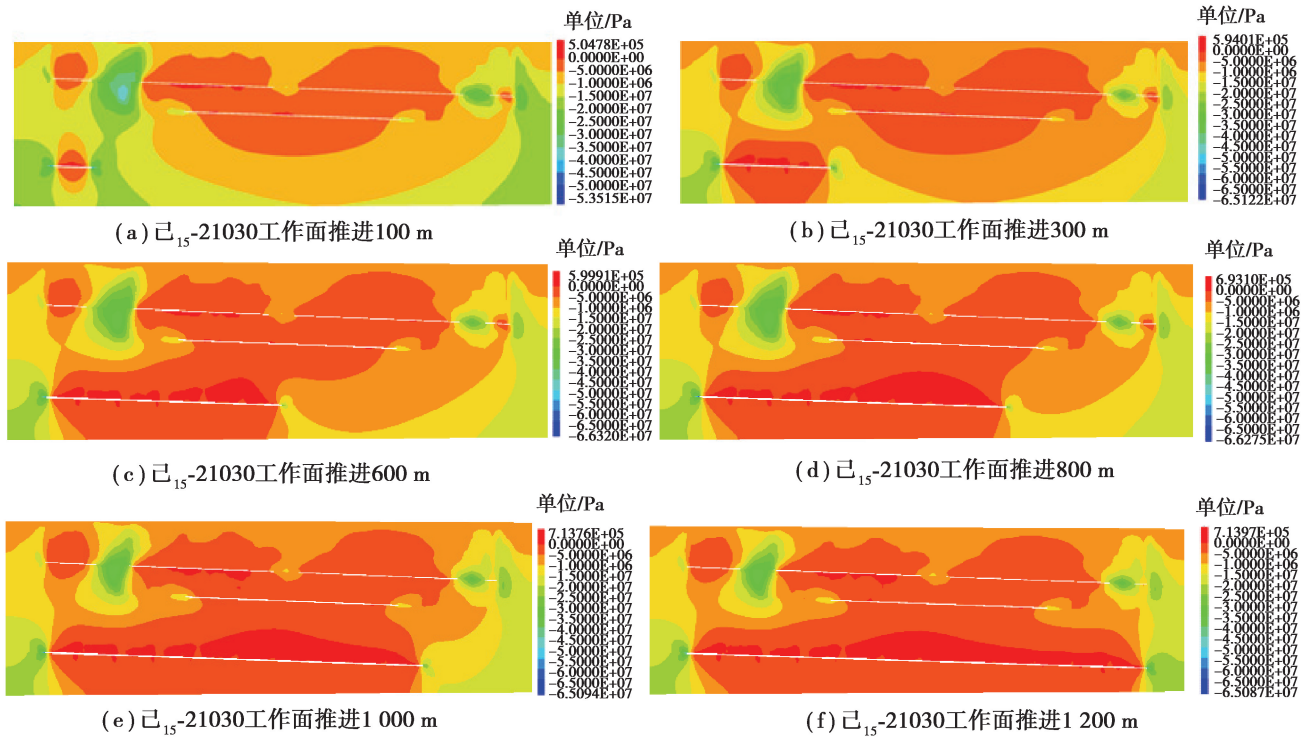 单位/Pa
5.0478E+05
0.0000E+00
-5.0000E+06
-1.0000E+06
-1.5000E+07
-2.0000E+07
-2.5000E+07
-3.0000E+07
-3.5000E+07
-4.0000E+07
-4.5000E+07
-5.0000E+07
-5.3515E+07
(a)己15-21030工作面推进100 m
单位/Pa
5.9401E+05
0.0000E+00
-5.0000E+06
-1.0000E+06
-1.5000E+07
-2.0000E+07
-2.5000E+07
-3.0000E+07
-3.5000E+07
-4.0000E+07
-4.5000E+07
-5.0000E+07
-5.5000E+07
-6.0000E+07
-6.5000E+07
-6.5122E+07
(b)己15-21030工作面推进300 m
单位/Pa
5.9991E+05
0.0000E+00
-5.0000E+06
-1.0000E+06
-1.5000E+07
-2.0000E+07
-2.5000E+07
-3.0000E+07
-3.5000E+07
-4.0000E+07
-4.5000E+07
-5.0000E+07
-5.5000E+07
-6.0000E+07
-6.5000E+07
-6.6320E+07
(c)己15-21030工作面推进600 m
单位/Pa
6.9310E+05
0.0000E+00
-5.0000E+06
-1.0000E+06
-1.5000E+07
-2.0000E+07
-2.5000E+07
-3.0000E+07
-3.5000E+07
-4.0000E+07
-4.5000E+07
-5.0000E+07
-5.5000E+07
-6.0000E+07
-6.5000E+07
-6.6275E+07
(d)己15-21030工作面推进800 m
单位/Pa
7.1376E+05
0.0000E+00
-5.0000E+06
-1.0000E+06
-1.5000E+07
-2.0000E+07
-2.5000E+07
-3.0000E+07
-3.5000E+07
-4.0000E+07
-4.5000E+07
-5.0000E+07
-5.5000E+07
-6.0000E+07
-6.5000E+07
-6.5094E+07
(e)己15-21030工作面推进1 000 m
单位/Pa
7.1397E+05
0.0000E+00
-5.0000E+06
-1.0000E+06
-1.5000E+07
-2.0000E+07
-2.5000E+07
-3.0000E+07
-3.5000E+07
-4.0000E+07
-4.5000E+07
-5.0000E+07
-5.5000E+07
-6.0000E+07
-6.5000E+07
-6.5087E+07
(f)己15-21030工作面推进1 200 m